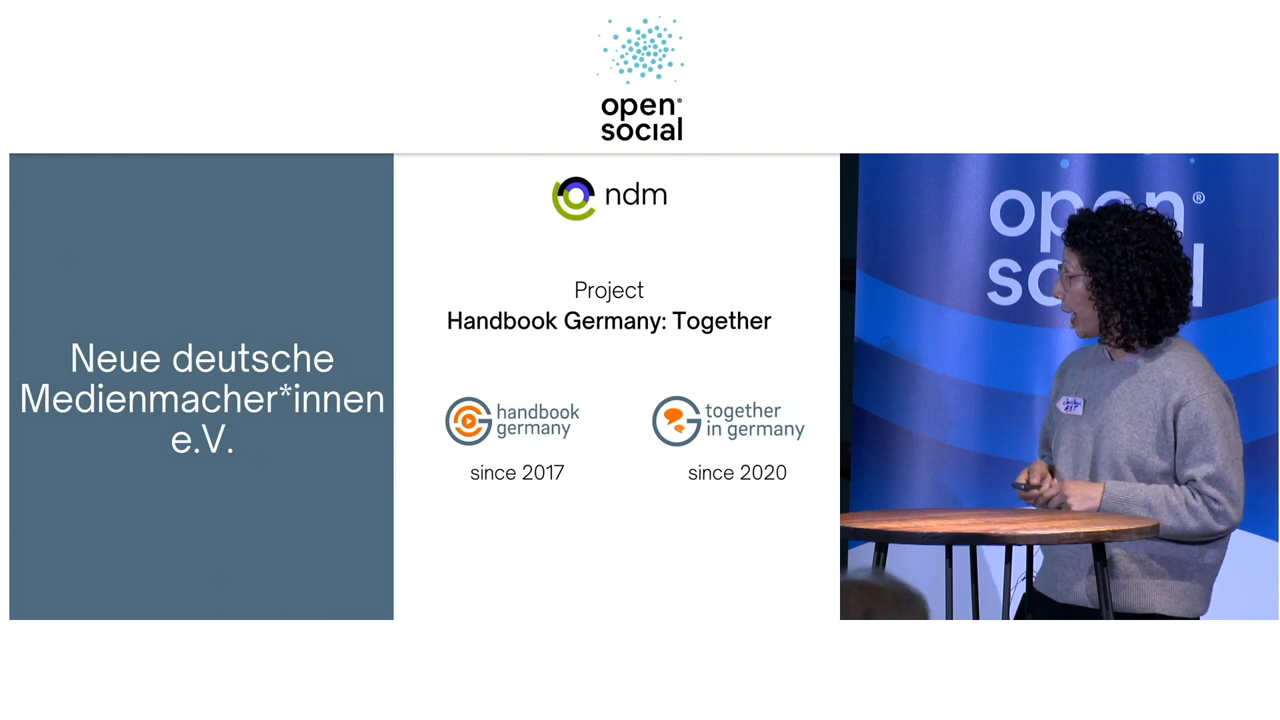 open®
social
Neue deutsche
Medienmacher*innen
e.V.
ndm
Project
Handbook Germany: Together
handbook
germany
since 2017
together
in germany
since 2020
open®
social